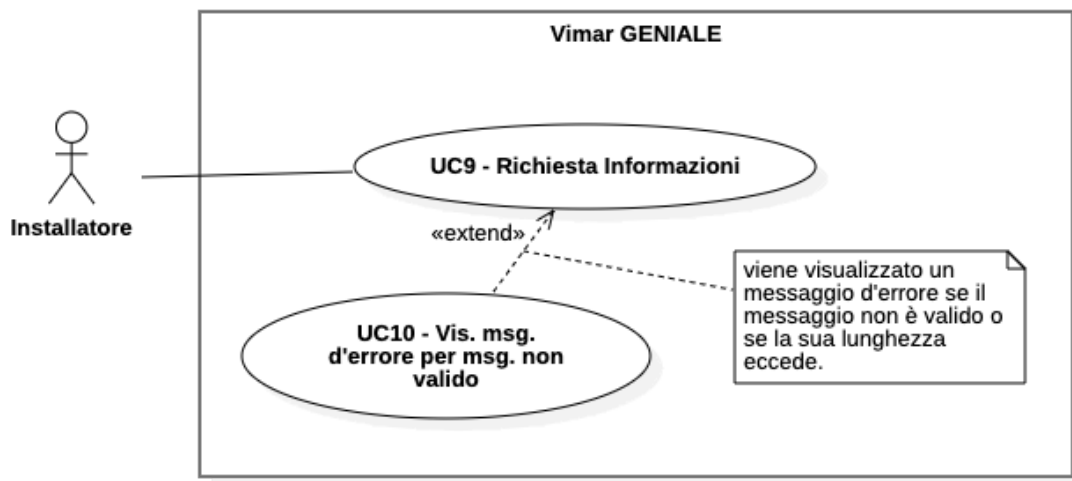 Vimar GENIALE
UC9 - Richiesta Informazioni
Installatore
«extend»
viene visualizzato un
messaggio d'errore se il
messaggio non è valido o
se la sua lunghezza
eccede.
UC10 - Vis. msg.
d'errore per msg. non
valido